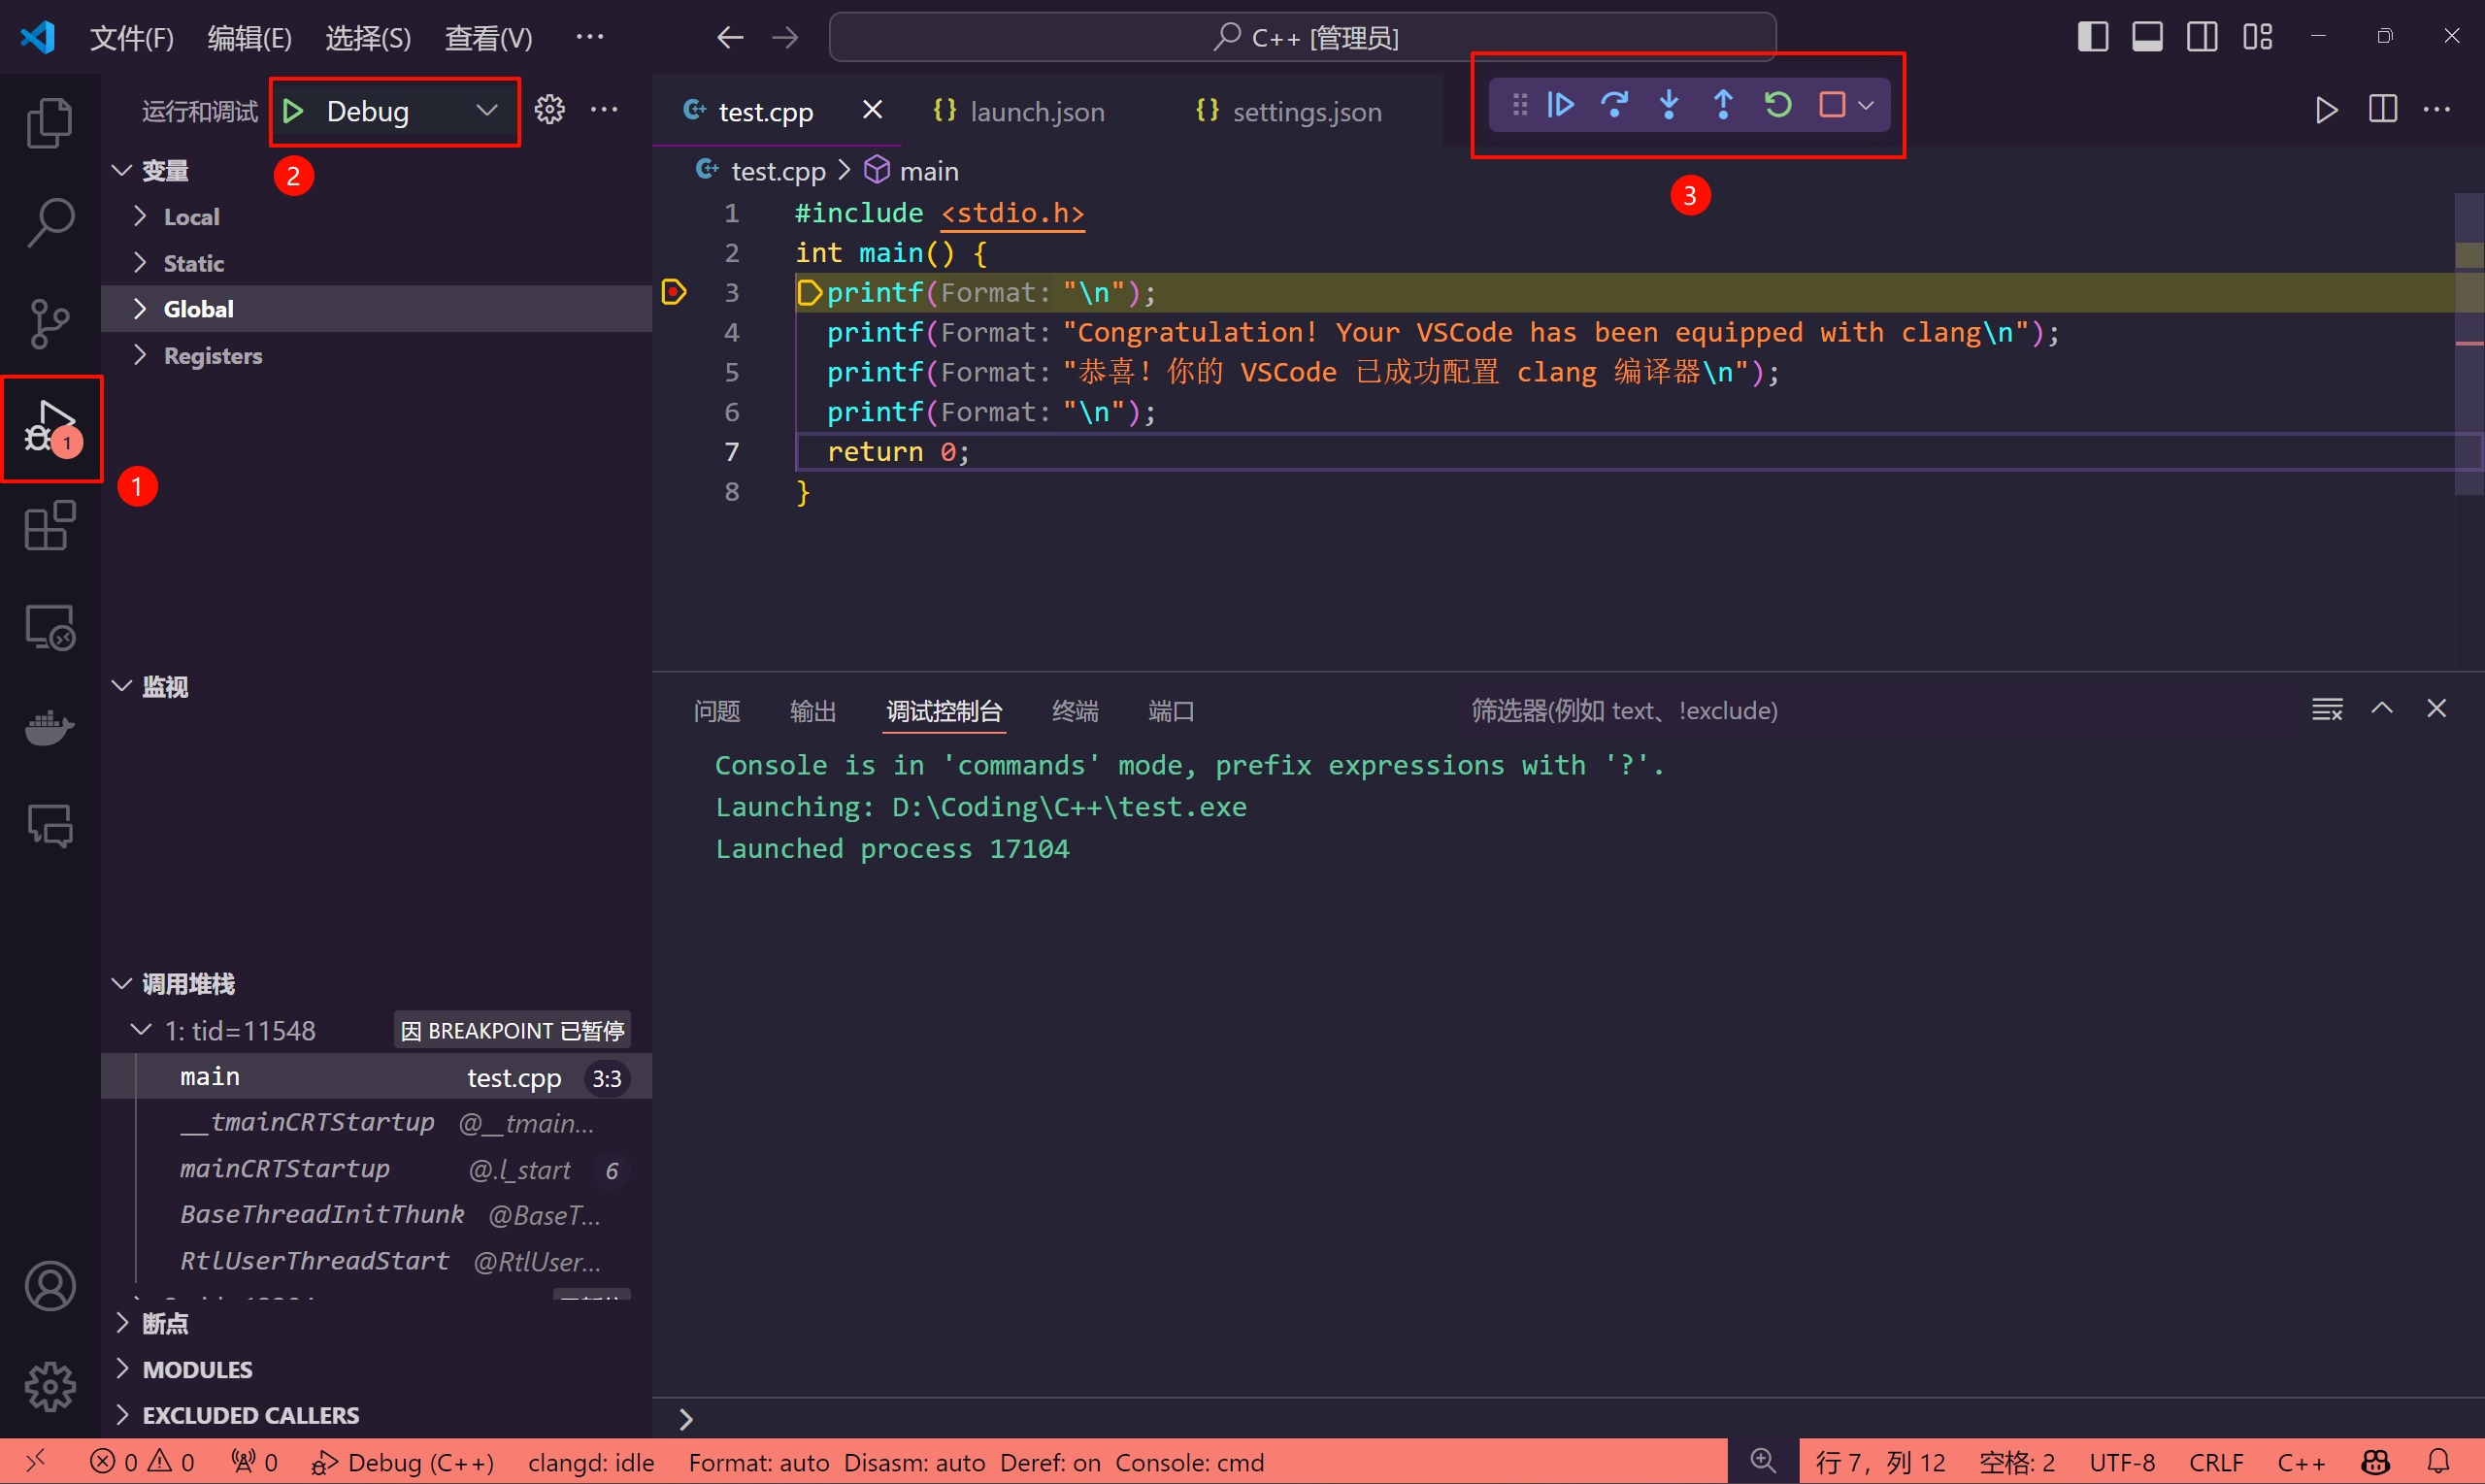 文件(F) 编辑(E) 选择(S) 查看(V) ··· C++ [管理员]
运行和调试 Debug ···
2
变量
Local
Static
Global
Registers
1
1
监视
调用堆栈
1: tid=11548 因 BREAKPOINT 已暂停
main test.cpp 3:3
__tmainCRTStartup @__tmain...
mainCRTStartup @.l_start 6
BaseThreadInitThunk @BaseT...
RtlUserThreadStart @RtlUser...
断点
MODULES
EXCLUDED CALLERS
test.cpp {} launch.json {} settings.json
3
test.cpp > main
1 #include <stdio.h>
2 int main() {
3 printf(Format: "\n");
4 printf(Format: "Congratulation! Your VSCode has been equipped with clang\n");
5 printf(Format: "恭喜! 你的 VSCode 已成功配置 clang 编译器\n");
6 printf(Format: "\n");
7 return 0;
8 }
问题 输出 调试控制台 终端 端口 筛选器(例如 text、!exclude)
Console is in 'commands' mode, prefix expressions with '?'.
Launching: D:\Coding\C++\test.exe
Launched process 17104
>
0 0 0 Debug (C++) clangd: idle Format: auto Disasm: auto Deref: on Console: cmd 行 7，列 12 空格: 2 UTF-8 CRLF C++